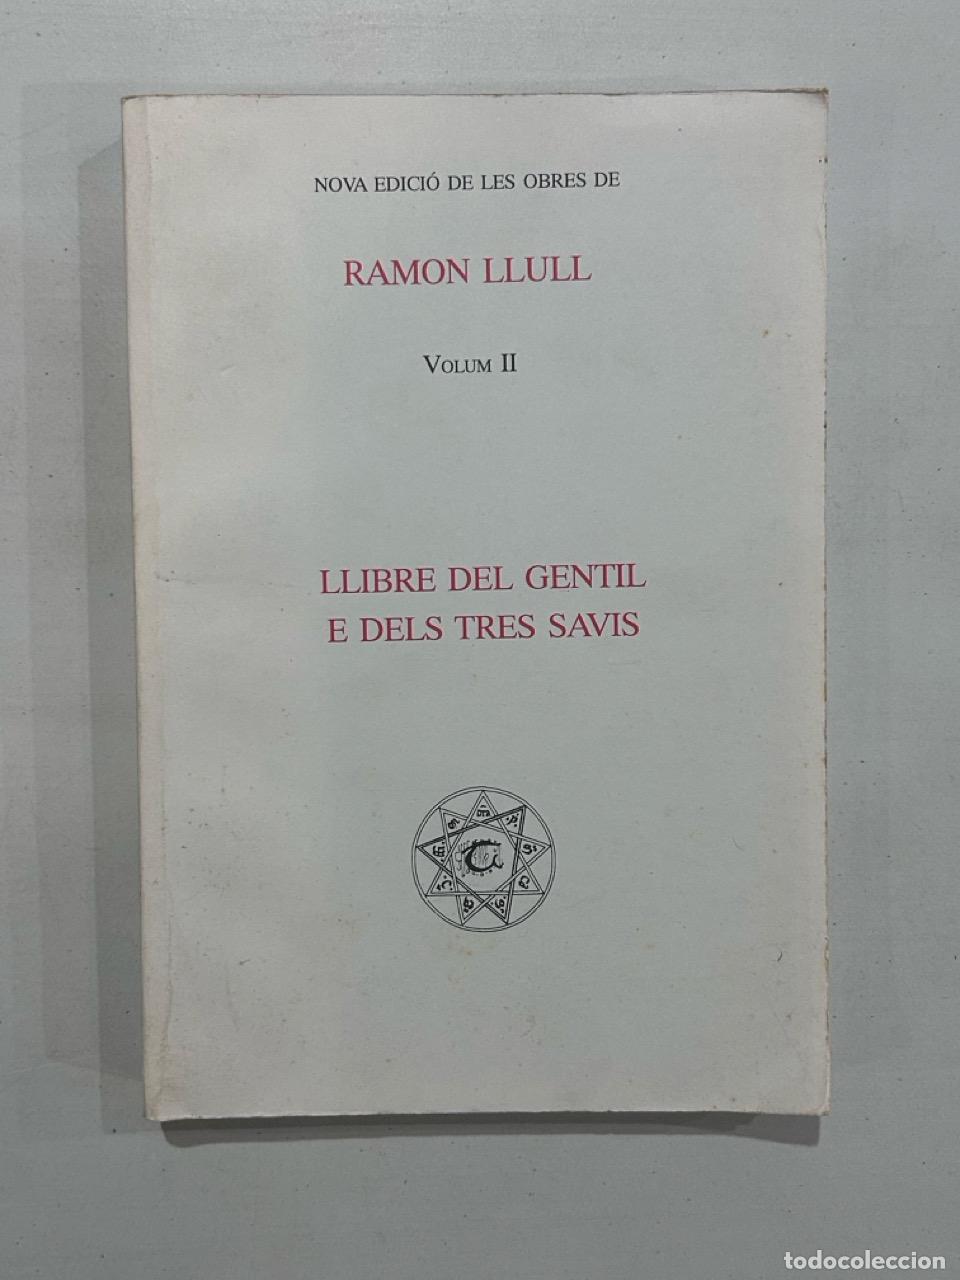 NOVA EDICIÓ DE LES OBRES DE
RAMON LLULL
VOLUM II
LLIBRE DEL GENTIL
E DELS TRES SAVIS
todocoleccion